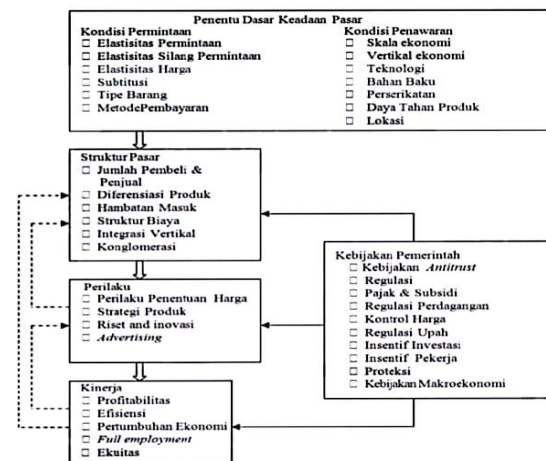 Penentu Dasar Keadaan Pasar
Kondisi Permintaan
☐ Elastisitas Permintaan
☐ Elastisitas Silang Permintaan
☐ Elastisitas Harga
☐ Subtitusi
☐ Tipe Barang
☐ MetodePembayaran
Kondisi Penawaran
☐ Skala ekonomi
☐ Vertikal ekonomi
☐ Teknologi
☐ Bahan Baku
☐ Perserikatan
☐ Daya Tahan Produk
☐ Lokasi
Struktur Pasar
☐ Jumlah Pembeli &
Penjual
☐ Diferensiasi Produk
☐ Hambatan Masuk
☐ Struktur Biaya
☐ Integrasi Vertikal
☐ Konglomerasi
Perilaku
☐ Perilaku Penentuan Harga
☐ Strategi Produk
☐ Riset and inovasi
☐ Advertising
Kinerja
☐ Profitabilitas
☐ Efisiensi
☐ Pertumbuhan Ekonomi
☐ Full employment
☐ Ekuitas
Kebijakan Pemerintah
☐ Kebijakan Antitrust
☐ Regulasi
☐ Pajak & Subsidi
☐ Regulasi Perdagangan
☐ Kontrol Harga
☐ Regulasi Upah
☐ Insentif Investasi
☐ Insentif Pekerja
☐ Proteksi
☐ Kebijakan Makroekonomi